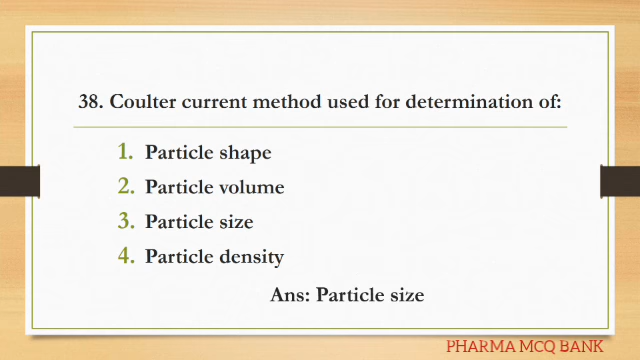 38. Coulter current method used for determination of:
1. Particle shape
2. Particle volume
3. Particle size
4. Particle density
Ans: Particle size
PHARMA MCQ BANK